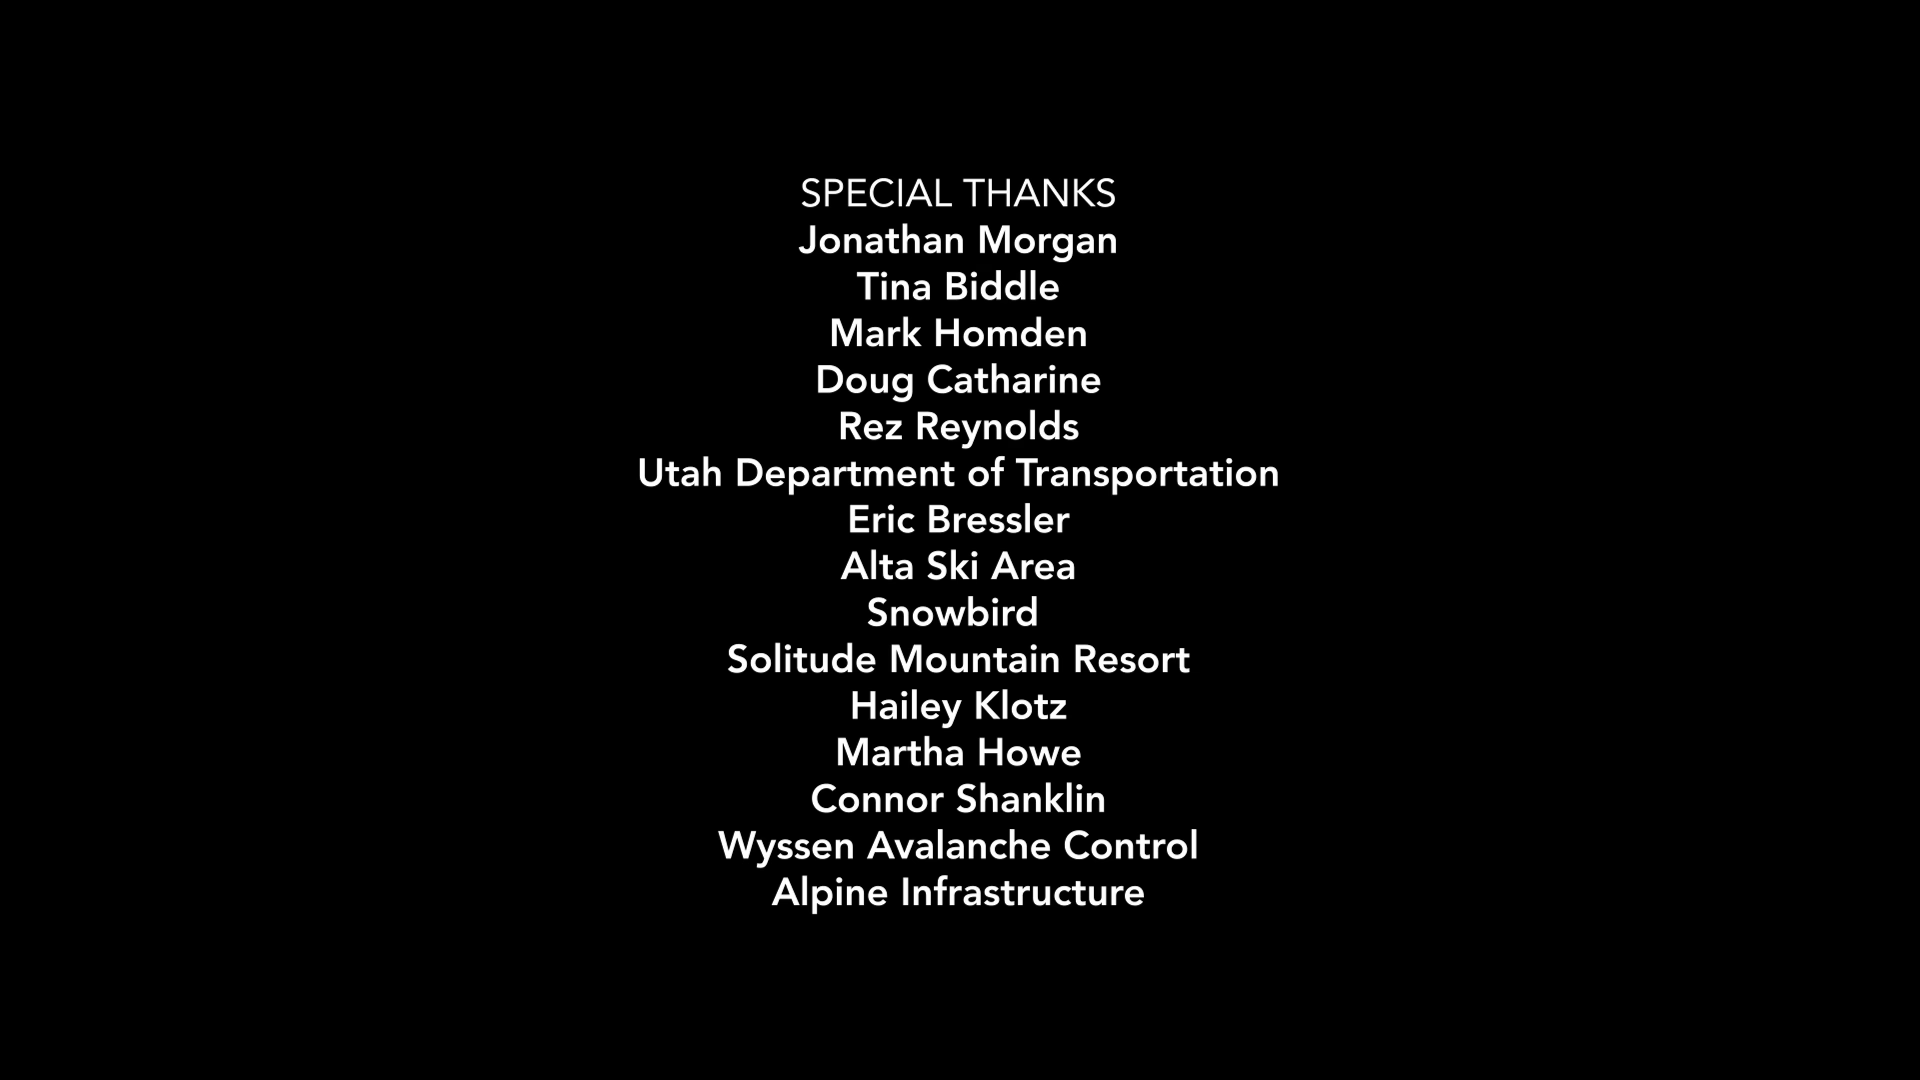 SPECIAL THANKS
Jonathan Morgan
Tina Biddle
Mark Homden
Doug Catharine
Rez Reynolds
Utah Department of Transportation
Eric Bressler
Alta Ski Area
Snowbird
Solitude Mountain Resort
Hailey Klotz
Martha Howe
Connor Shanklin
Wyssen Avalanche Control
Alpine Infrastructure